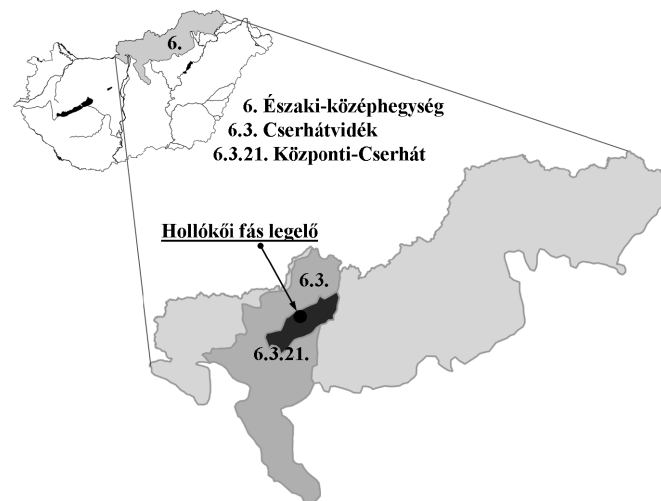 6.
6. Északi-középhegység
6.3. Cserhátvidék
6.3.21. Központi-Cserhát
Hollókői fás legelő
6.3.
6.3.21.